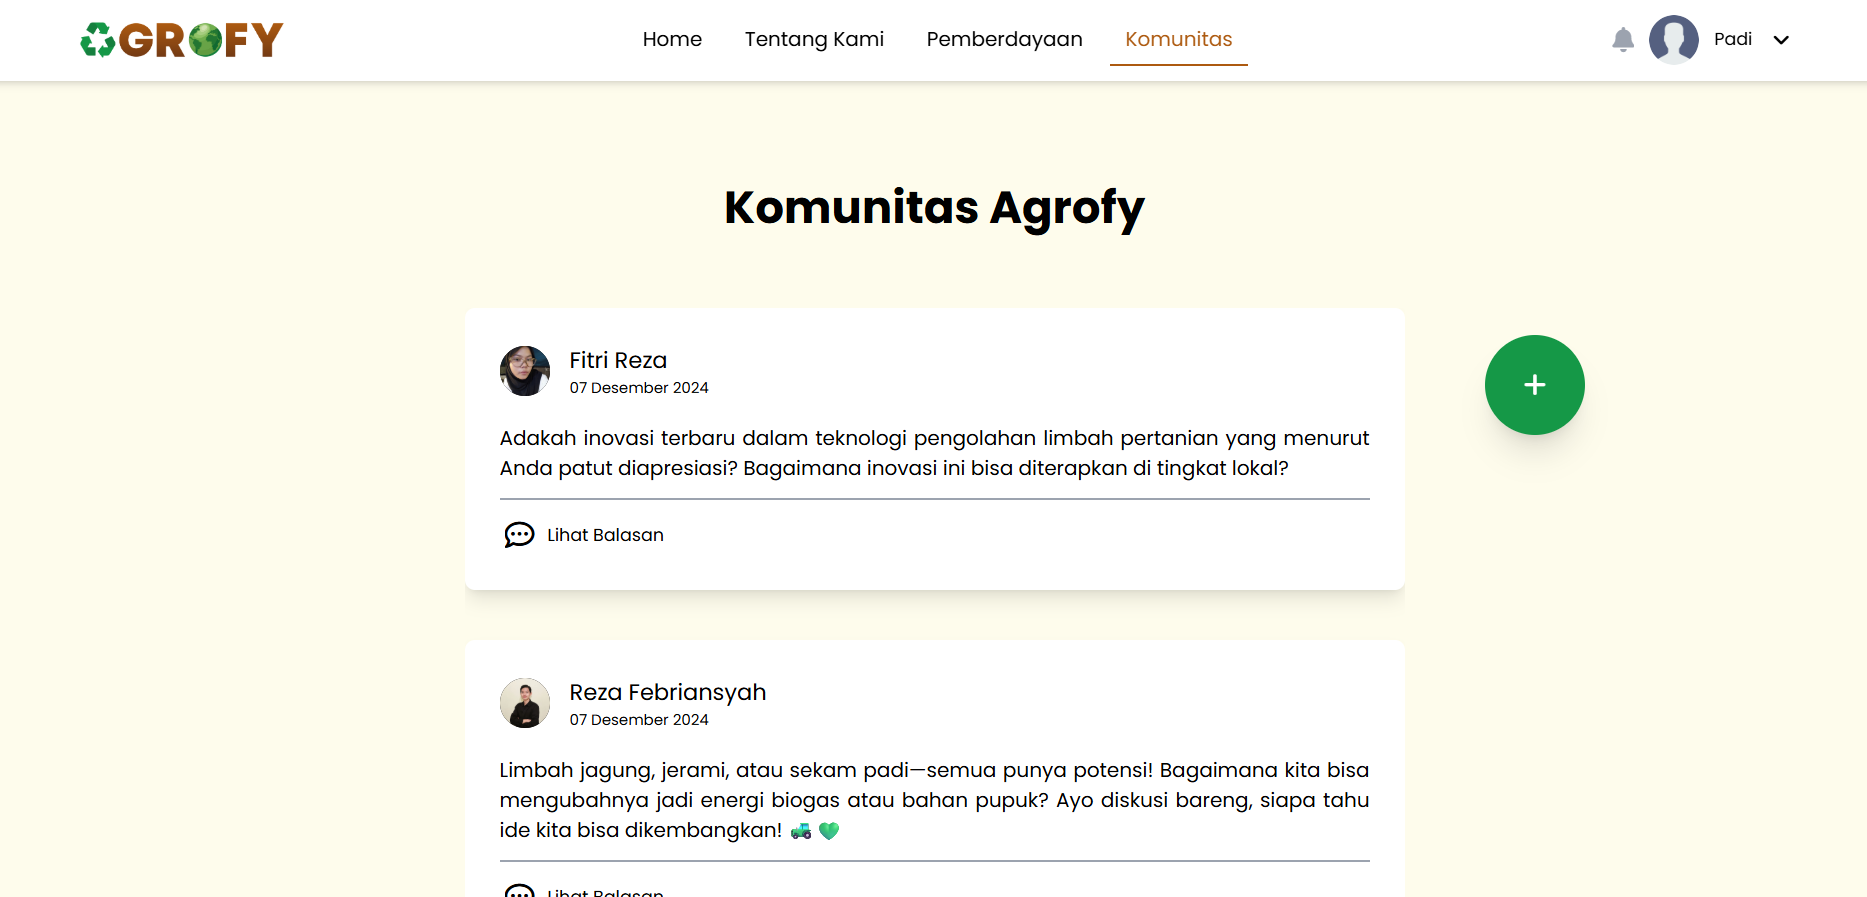 AGROFY
Home
Tentang Kami
Pemberdayaan
Komunitas
Padi
Komunitas Agrofy
Fitri Reza
07 Desember 2024
Adakah inovasi terbaru dalam teknologi pengolahan limbah pertanian yang menurut
Anda patut diapresiasi? Bagaimana inovasi ini bisa diterapkan di tingkat lokal?
Lihat Balasan
Reza Febriansyah
07 Desember 2024
Limbah jagung, jerami, atau sekam padi—semua punya potensi! Bagaimana kita bisa
mengubahnya jadi energi biogas atau bahan pupuk? Ayo diskusi bareng, siapa tahu
ide kita bisa dikembangkan! 🚜 💚
Lihat Balasan